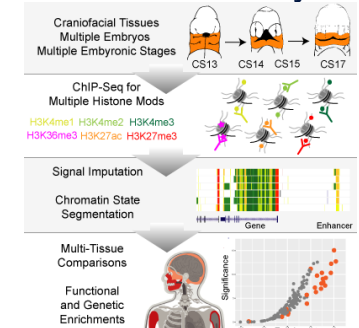 Craniofacial Tissues
Multiple Embryos
Multiple Embryonic Stages
CS13 CS14 CS15 CS17
ChIP-Seq for
Multiple Histone Mods
H3K4me1 H3K4me2 H3K4me3
H3K36me3 H3K27ac H3K27me3
Signal Imputation
Chromatin State
Segmentation
Gene Enhancer
Multi-Tissue
Comparisons
Functional
and Genetic
Enrichments
Significance